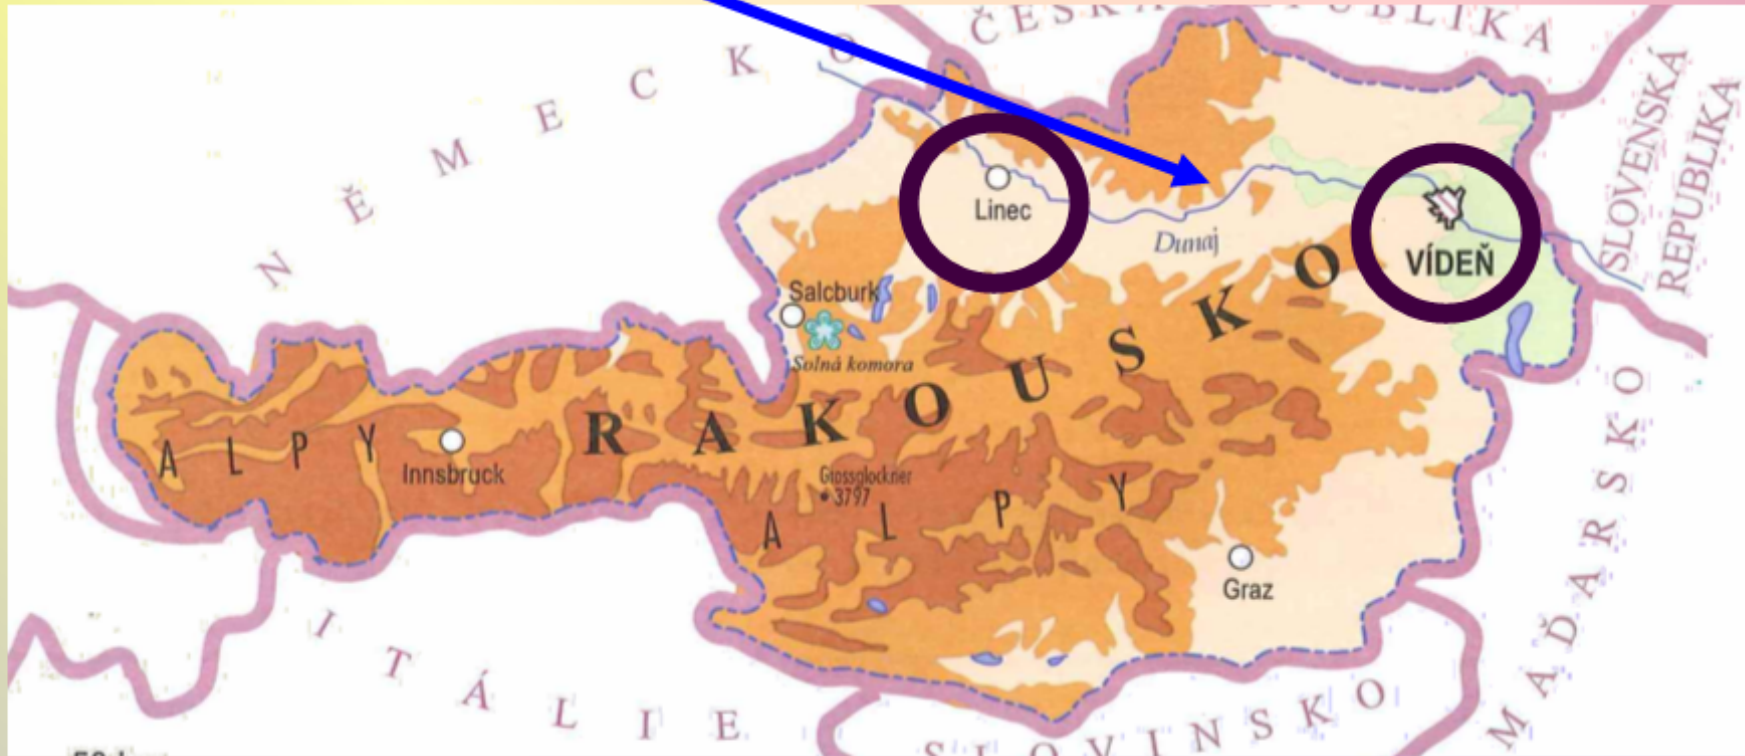 ČESKÁ REPUBLIKA
NĚMECKO
SLOVENSKÁ
REPUBLIKA
Linec
Dunaj
VÍDEŇ
Salcburk
Solná komora
RAKOUSKO
ALPY
Innsbruck
Grossglockner
3797
ALPY
Graz
MAĎARSKO
ITÁLIE
SLOVINSKO